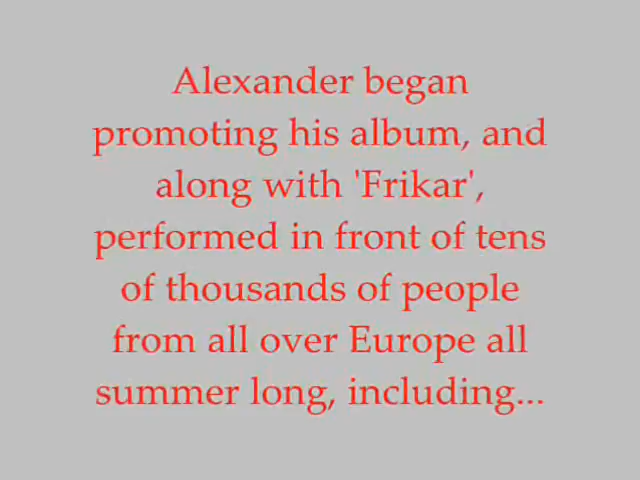 Alexander began
promoting his album, and
along with 'Frikar',
performed in front of tens
of thousands of people
from all over Europe all
summer long, including...